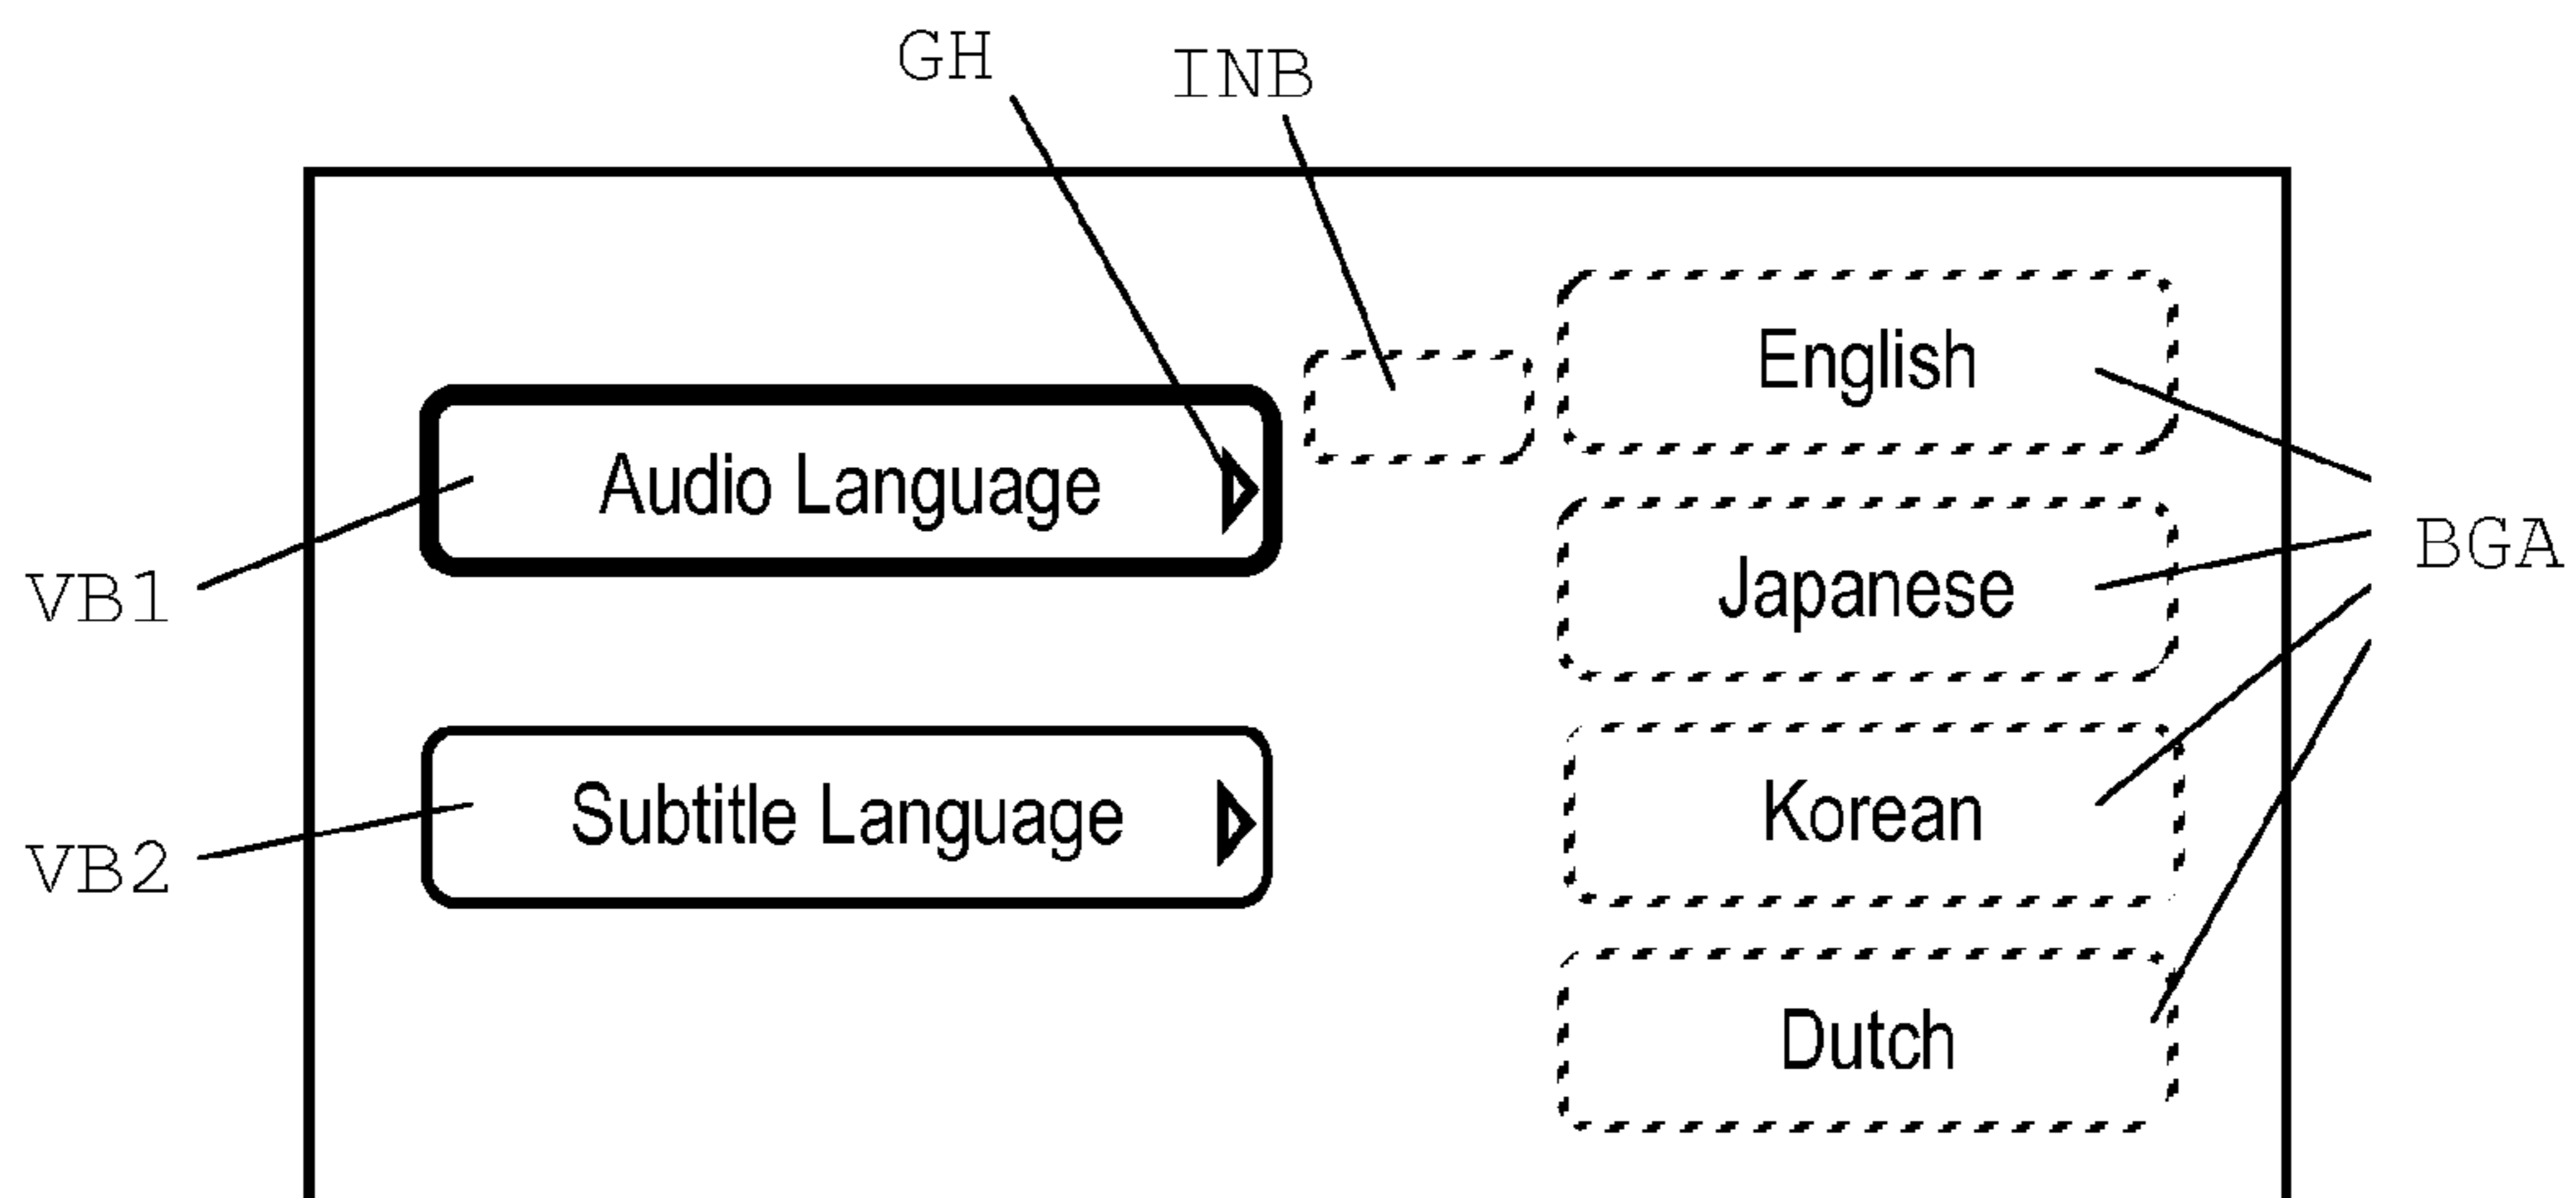 GH
INB
English
Audio Language
Japanese
BGA
VB1
Subtitle Language
Korean
VB2
Dutch